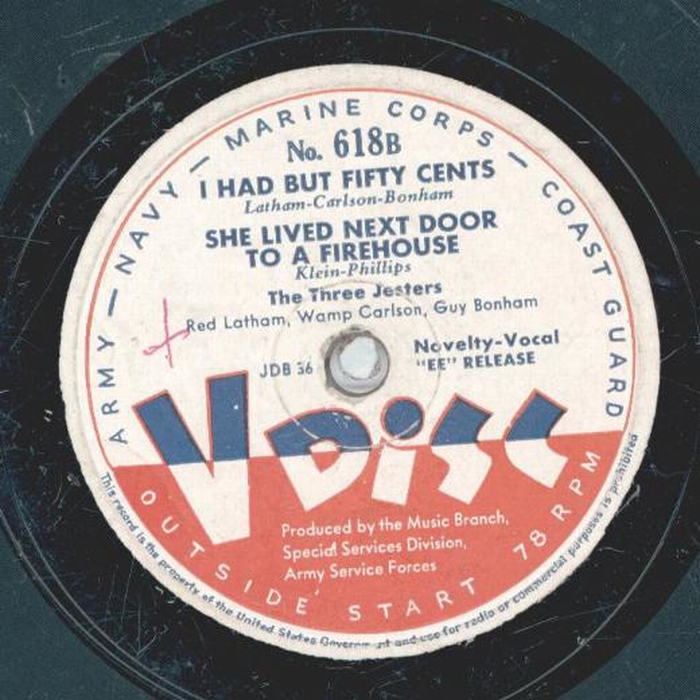 ARMY — NAVY — MARINE CORPS — COAST GUARD
No. 618B
I HAD BUT FIFTY CENTS
Latham-Carlson-Bonham
SHE LIVED NEXT DOOR
TO A FIREHOUSE
Klein-Phillips
The Three Jesters
Red Latham, Wamp Carlson, Guy Bonham
JDB 36
Novelty-Vocal
"EE" RELEASE
V DISC
Produced by the Music Branch,
Special Services Division,
Army Service Forces
OUTSIDE START 78 RPM
This record is the property of the United States Government and use for radio or commercial purposes is prohibited